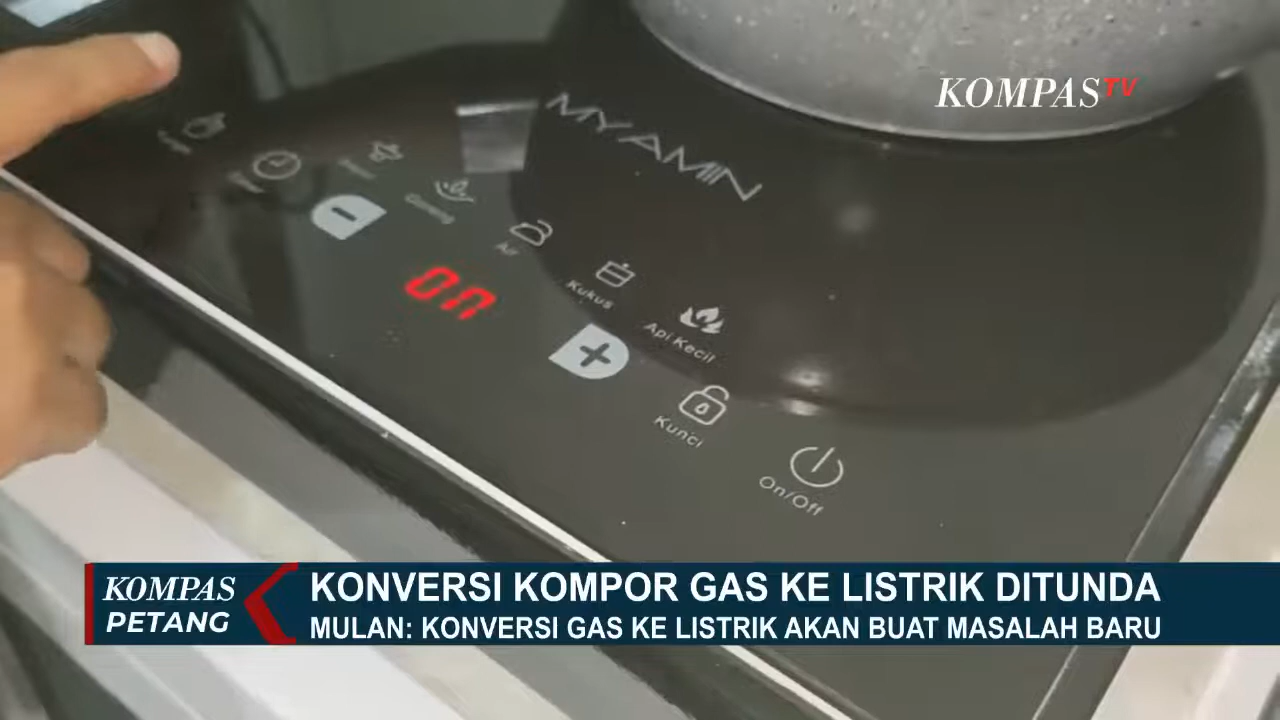 KOMPASTV
MYAMIN
Goreng
Air
Kukus
Api Kecil
on
Kunci
On/Off
KOMPAS
PETANG
KONVERSI KOMPOR GAS KE LISTRIK DITUNDA
MULAN: KONVERSI GAS KE LISTRIK AKAN BUAT MASALAH BARU